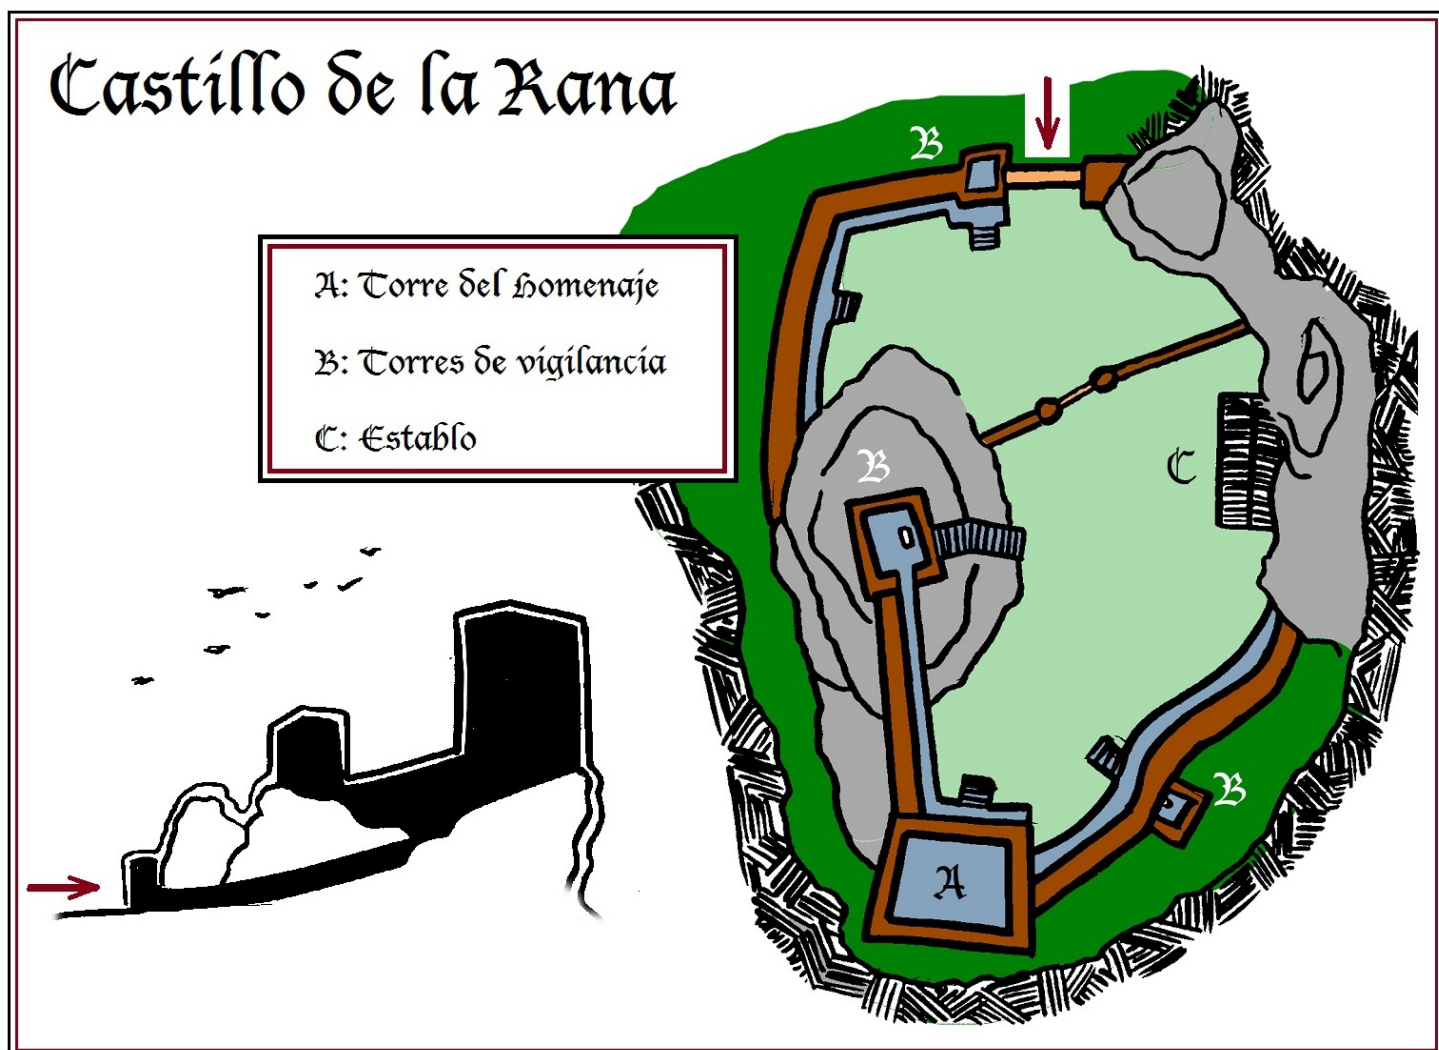 Castillo de la Rana
B
A: Torre del Homenaje
B: Torres de vigilancia
C: Establo
B
C
B
A